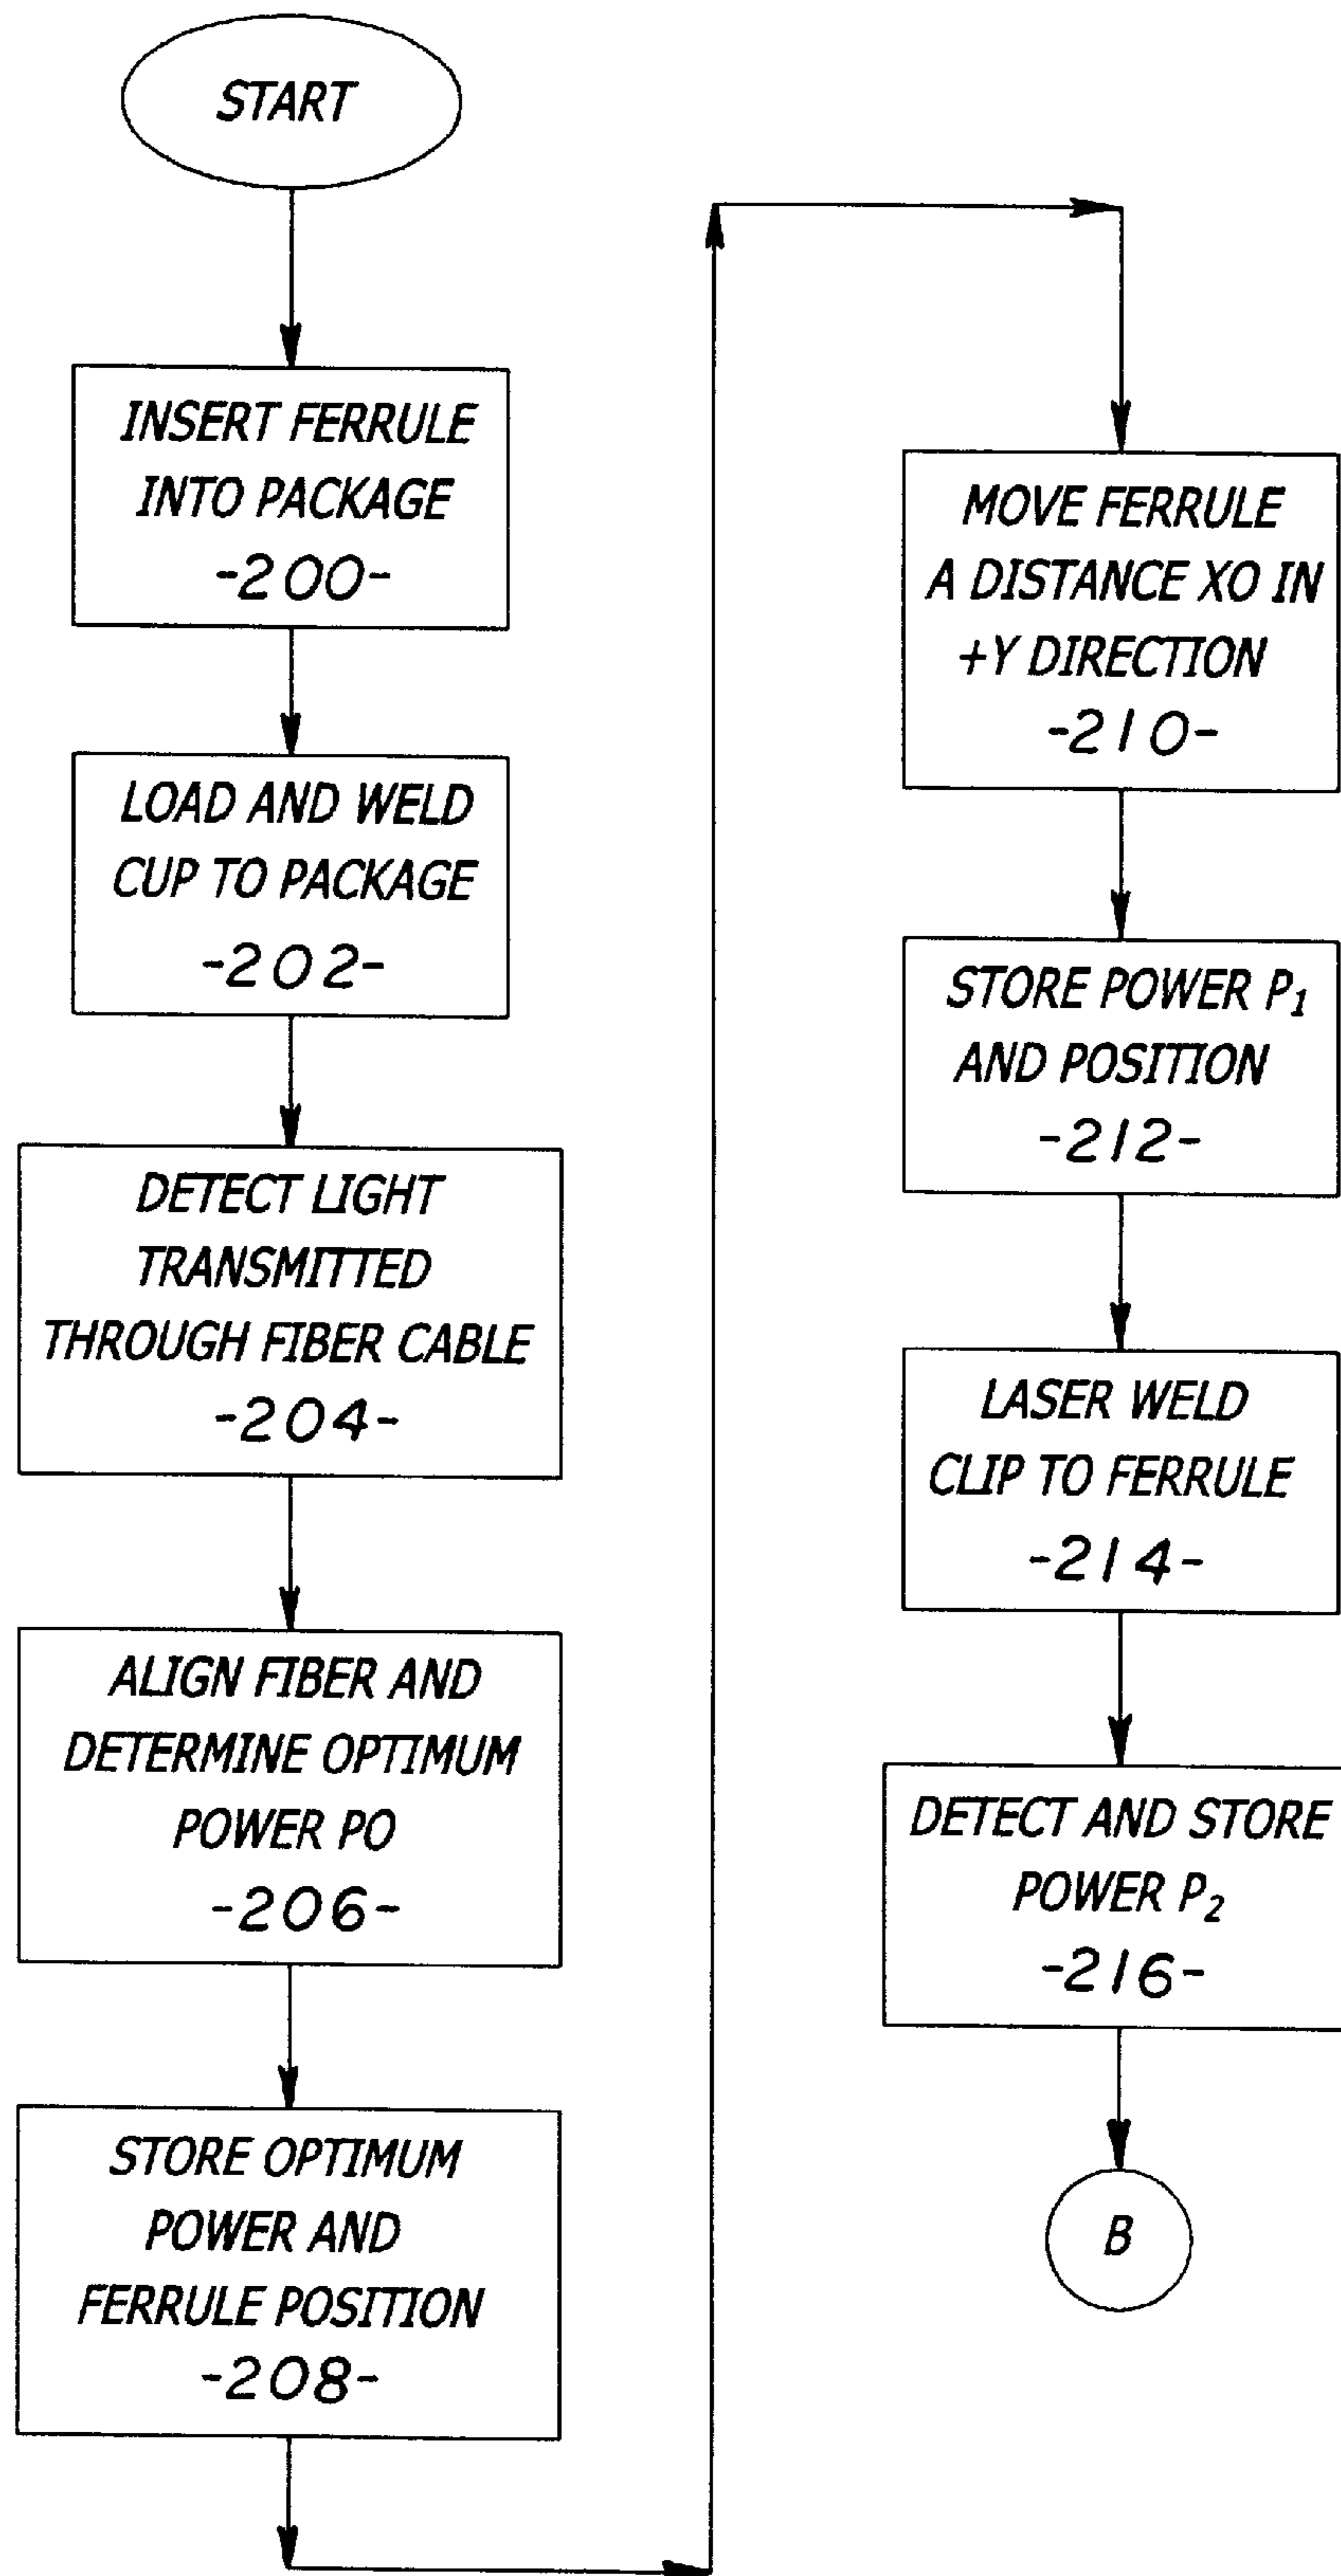 START
INSERT FERRULE
INTO PACKAGE
-200-
LOAD AND WELD
CUP TO PACKAGE
-202-
DETECT LIGHT
TRANSMITTED
THROUGH FIBER CABLE
-204-
ALIGN FIBER AND
DETERMINE OPTIMUM
POWER PO
-206-
STORE OPTIMUM
POWER AND
FERRULE POSITION
-208-
MOVE FERRULE
A DISTANCE XO IN
+Y DIRECTION
-210-
STORE POWER P₁
AND POSITION
-212-
LASER WELD
CLIP TO FERRULE
-214-
DETECT AND STORE
POWER P₂
-216-
B